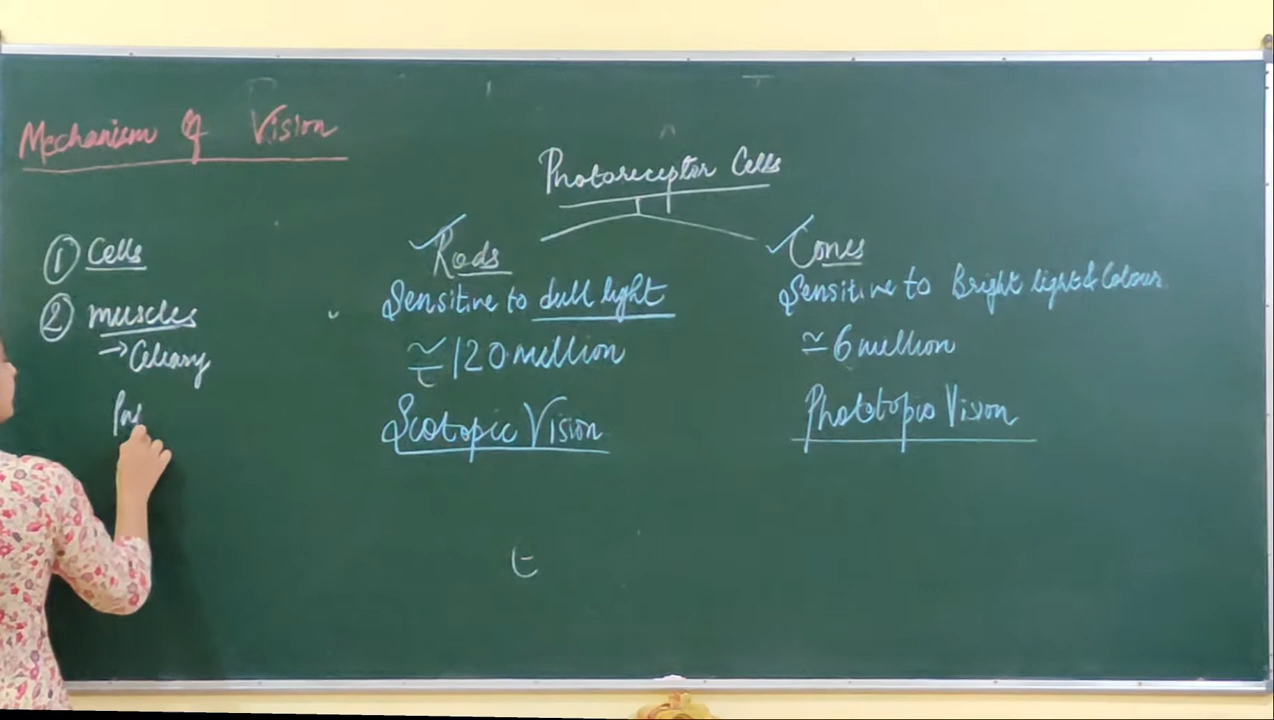 Mechanism of Vision
Photoreceptor Cells
① Cells
② muscles
→ Cilieary
Rods
Sensitive to dull light
≃ 120 million
Scotopic Vision
Cones
Sensitive to Bright light & Colour
≃ 6 million
Phototopic Vision
t